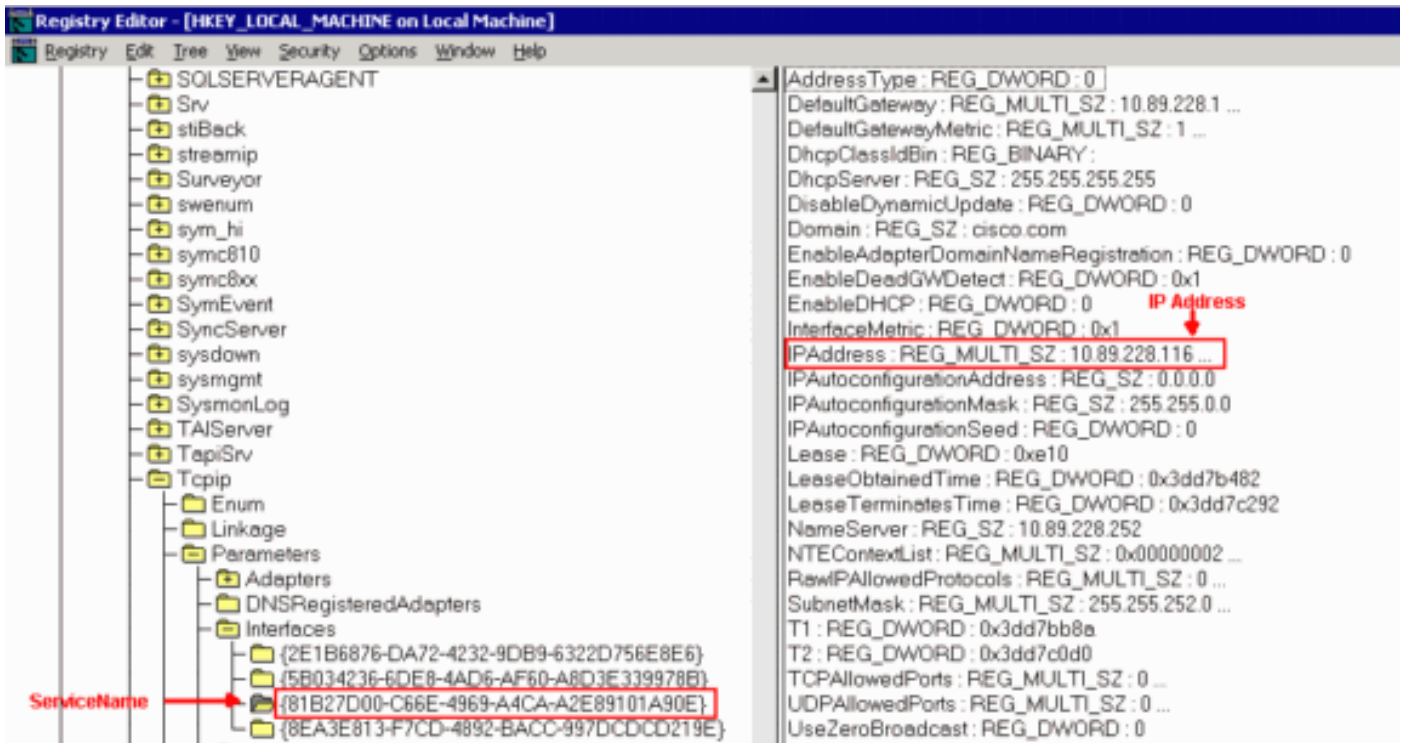 Registry Editor - [HKEY_LOCAL_MACHINE on Local Machine]
Registry Edit Tree View Security Options Window Help
SQLSERVERAGENT
Srv
stiBack
streamip
Surveyor
swenum
sym_hi
symc810
symc8xx
SymEvent
SyncServer
sysdown
sysmgmt
SysmonLog
TAIServer
TapiSrv
Tcpip
Enum
Linkage
Parameters
Adapters
DNSRegisteredAdapters
Interfaces
{2E1B6876-DA72-4232-9DB9-6322D756E8E6}
{5B034236-6DE8-4AD6-AF60-A8D3E339978B}
ServiceName
{81B27D00-C66E-4969-A4CA-A2E89101A90E}
{8EA3E813-F7CD-4892-BACC-997DCDCD219E}
AddressType : REG_DWORD : 0
DefaultGateway : REG_MULTI_SZ : 10.89.228.1 ...
DefaultGatewayMetric : REG_MULTI_SZ : 1 ...
DhcpClassIdBin : REG_BINARY :
DhcpServer : REG_SZ : 255.255.255.255
DisableDynamicUpdate : REG_DWORD : 0
Domain : REG_SZ : cisco.com
EnableAdapterDomainNameRegistration : REG_DWORD : 0
EnableDeadGWDetect : REG_DWORD : 0x1
EnableDHCP : REG_DWORD : 0
IP Address
InterfaceMetric : REG_DWORD : 0x1
IPAddress : REG_MULTI_SZ : 10.89.228.116 ...
IPAutoconfigurationAddress : REG_SZ : 0.0.0.0
IPAutoconfigurationMask : REG_SZ : 255.255.0.0
IPAutoconfigurationSeed : REG_DWORD : 0
Lease : REG_DWORD : 0xe10
LeaseObtainedTime : REG_DWORD : 0x3dd7b482
LeaseTerminatesTime : REG_DWORD : 0x3dd7c292
NameServer : REG_SZ : 10.89.228.252
NTEContextList : REG_MULTI_SZ : 0x00000002 ...
RawIPAllowedProtocols : REG_MULTI_SZ : 0 ...
SubnetMask : REG_MULTI_SZ : 255.255.252.0 ...
T1 : REG_DWORD : 0x3dd7bb8a
T2 : REG_DWORD : 0x3dd7c0d0
TCPAllowedPorts : REG_MULTI_SZ : 0 ...
UDPAllowedPorts : REG_MULTI_SZ : 0 ...
UseZeroBroadcast : REG_DWORD : 0